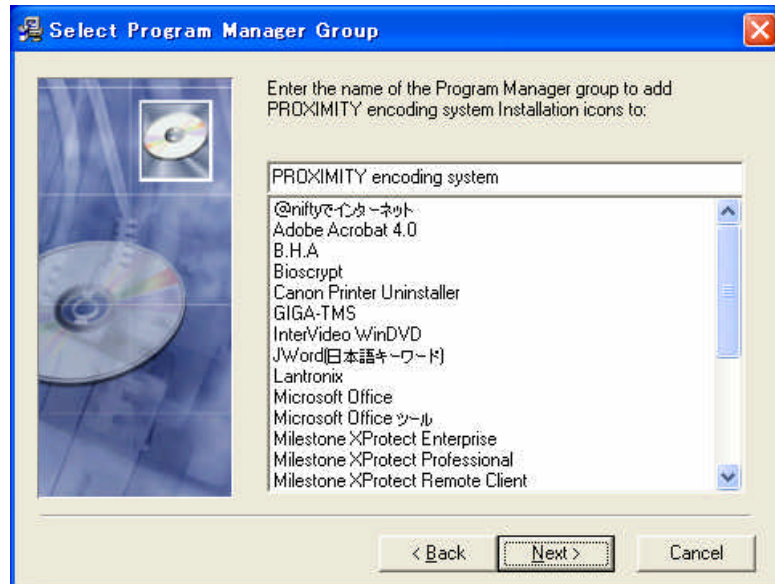 Select Program Manager Group
Enter the name of the Program Manager group to add
PROXIMITY encoding system Installation icons to:
PROXIMITY encoding system
@niftyでインターネット
Adobe Acrobat 4.0
B.H.A
Bioscrypt
Canon Printer Uninstaller
GIGA-TMS
InterVideo WinDVD
JWord(日本語キーワード)
Lantronix
Microsoft Office
Microsoft Office ツール
Milestone XProtect Enterprise
Milestone XProtect Professional
Milestone XProtect Remote Client
< Back
Next >
Cancel